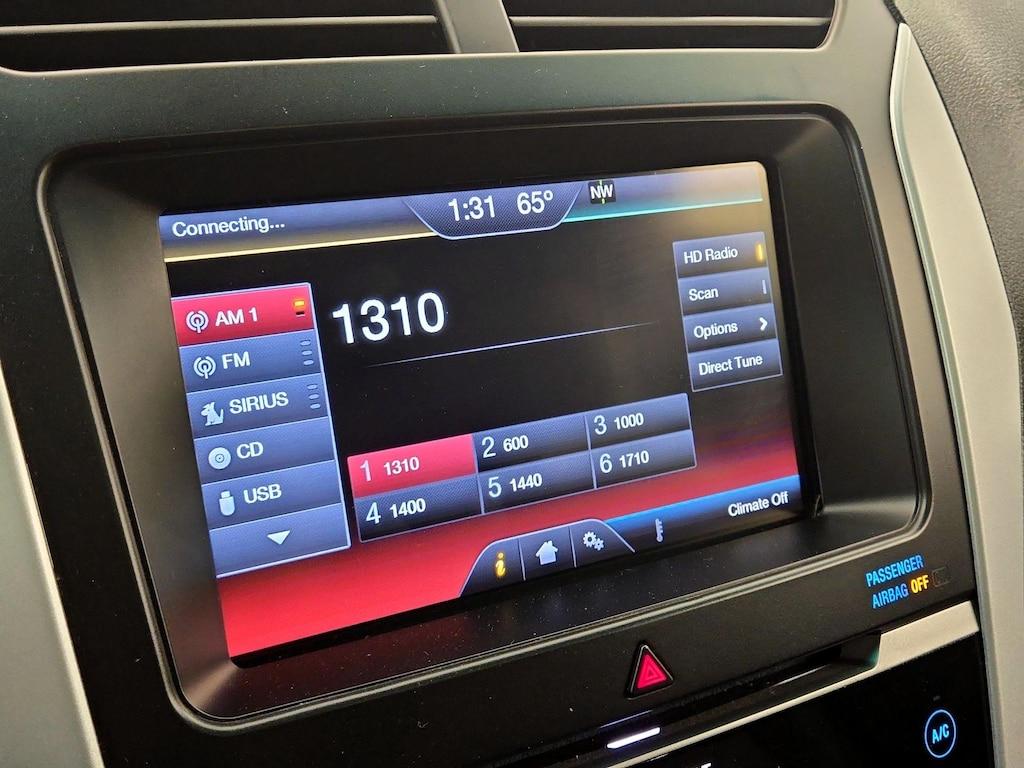 Connecting...
1:31 65°
NW
AM 1
FM
SIRIUS
CD
USB
1310
HD Radio
Scan
Options
Direct Tune
1 1310
2 600
3 1000
4 1400
5 1440
6 1710
i
Climate Off
PASSENGER
AIRBAG OFF
A/C